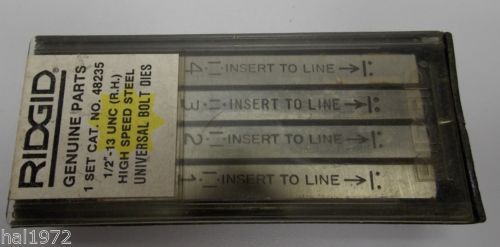 RIDGID
GENUINE PARTS
1 SET CAT. NO. 48235
1/2"-13 UNC (R.H.)
HIGH SPEED STEEL
UNIVERSAL BOLT DIES
4 INSERT TO LINE
3 INSERT TO LINE
2 INSERT TO LINE
1 INSERT TO LINE
hal1972